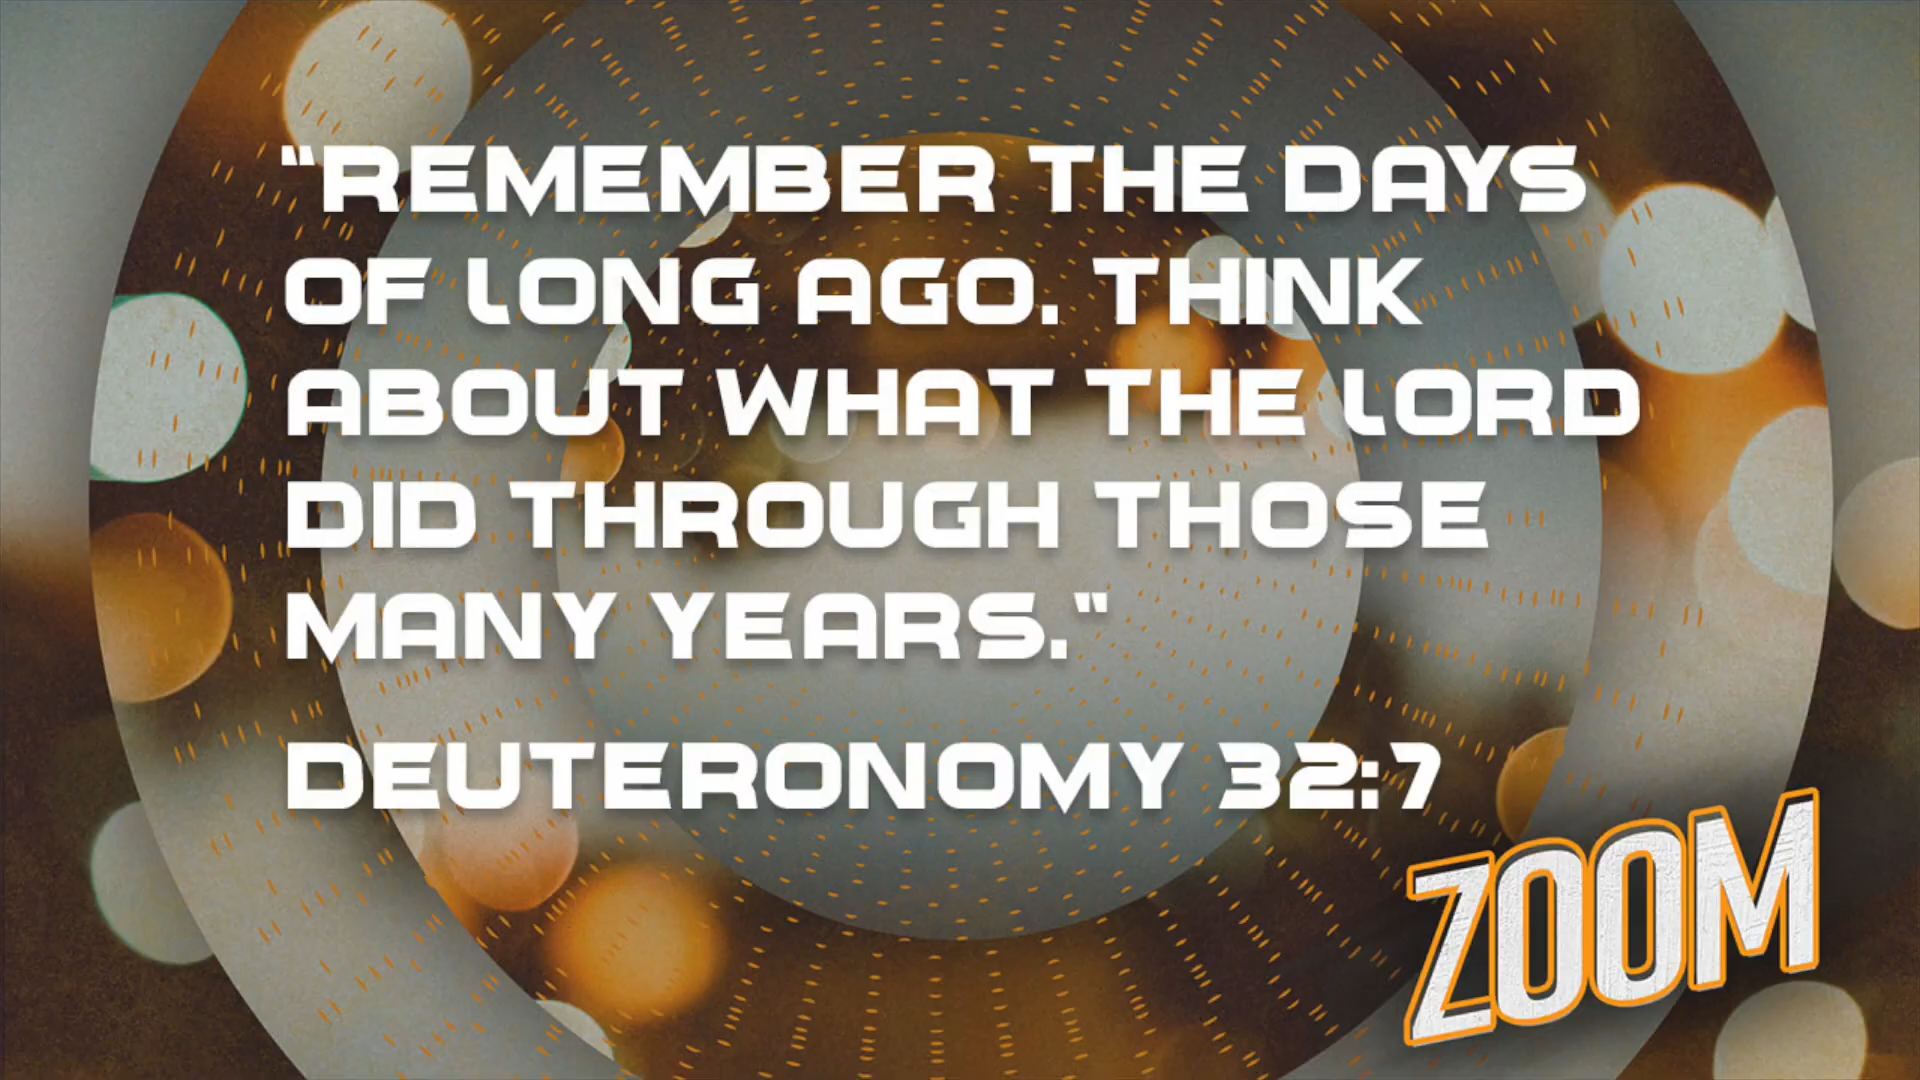 "REMEMBER THE DAYS
OF LONG AGO. THINK
ABOUT WHAT THE LORD
DID THROUGH THOSE
MANY YEARS."
DEUTERONOMY 32:7
ZOOM